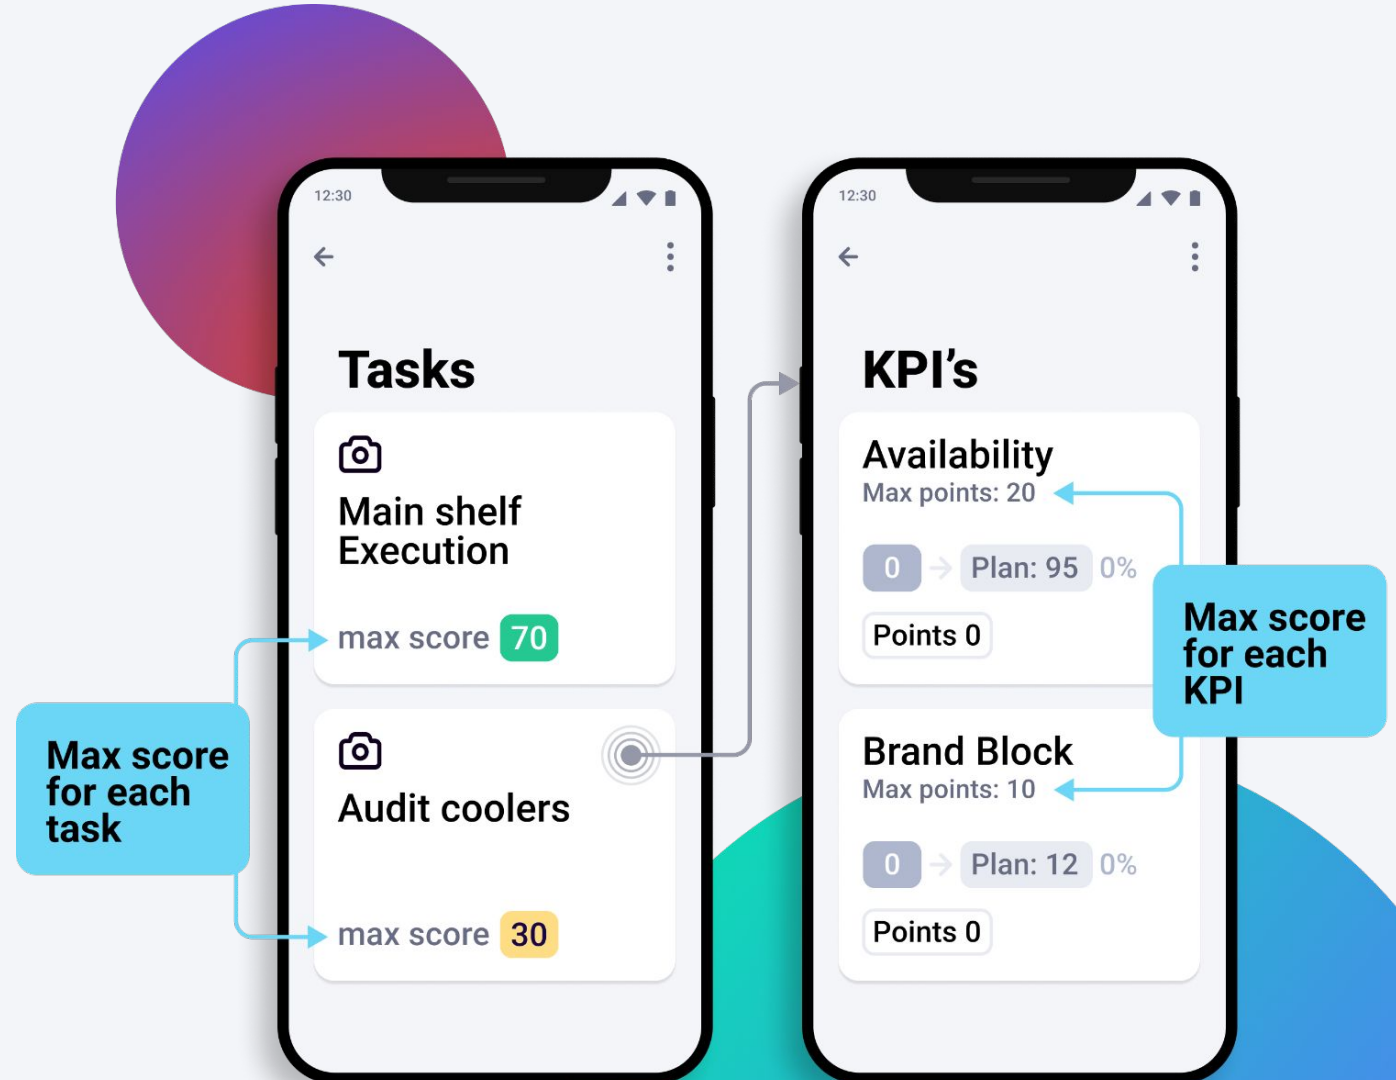 12:30
Tasks
Main shelf
Execution
max score 70
Audit coolers
max score 30
Max score
for each
task
12:30
KPI’s
Availability
Max points: 20
0 → Plan: 95 0%
Points 0
Brand Block
Max points: 10
0 → Plan: 12 0%
Points 0
Max score
for each
KPI